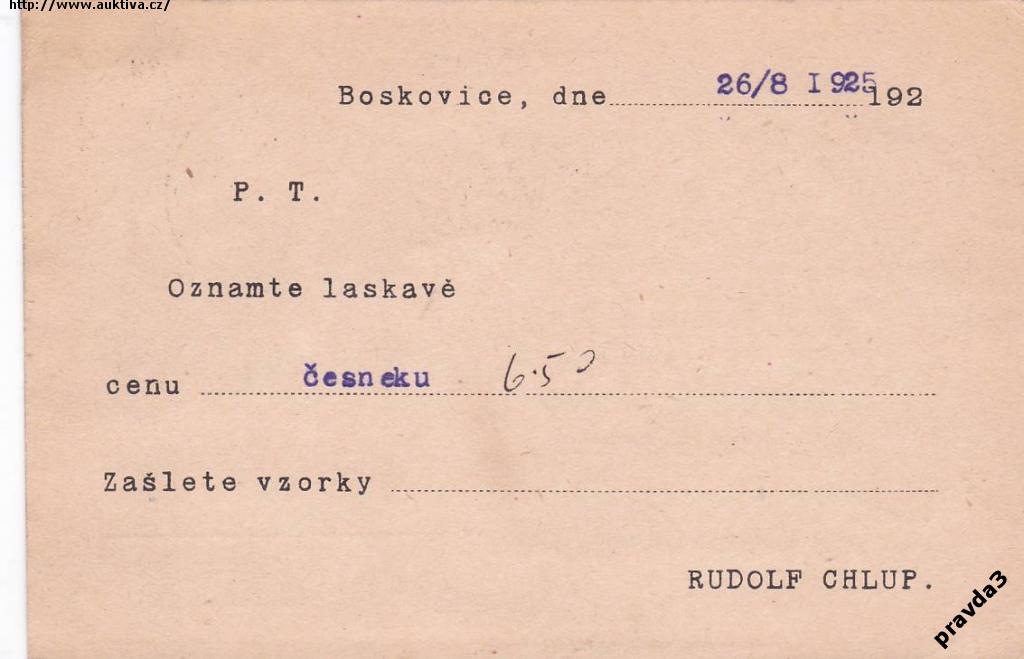 http://www.auktiva.cz/
Boskovice, dne 26/8 I925 192
P. T.
Oznamte laskavě
cenu česneku 6·50
Zašlete vzorky
RUDOLF CHLUP.
pravda3